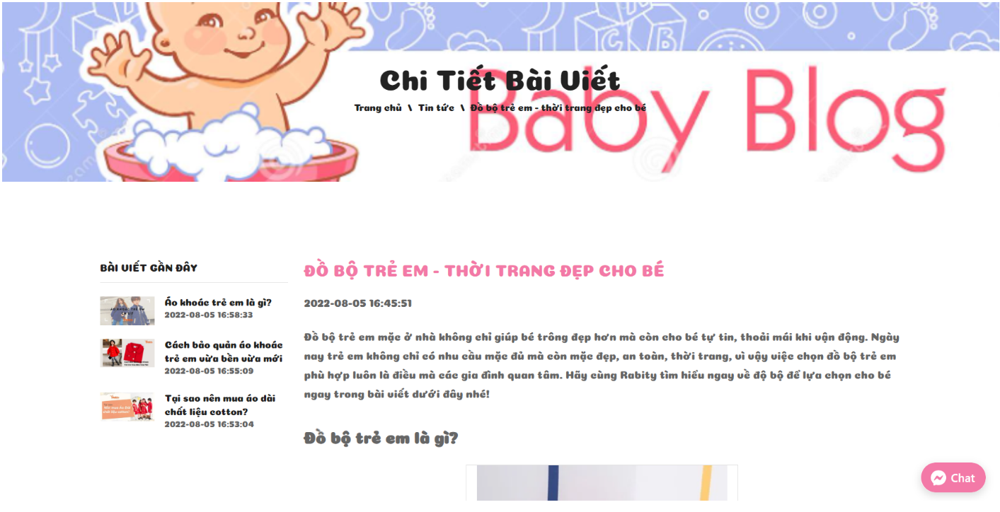 Baby Blog
Chi Tiết Bài Viết
Trang chủ \ Tin tức \ Đồ bộ trẻ em - thời trang đẹp cho bé
BÀI VIẾT GẦN ĐÂY
Áo khoác trẻ em là gì?
2022-08-05 16:58:33
Cách bảo quản áo khoác
trẻ em vừa bền vừa mới
2022-08-05 16:55:09
Tại sao nên mua áo dài
chất liệu cotton?
2022-08-05 16:53:04
ĐỒ BỘ TRẺ EM - THỜI TRANG ĐẸP CHO BÉ
2022-08-05 16:45:51
Đồ bộ trẻ em mặc ở nhà không chỉ giúp bé trông đẹp hơn mà còn cho bé tự tin, thoải mái khi vận động. Ngày
nay trẻ em không chỉ có nhu cầu mặc đủ mà còn mặc đẹp, an toàn, thời trang, vì vậy việc chọn đồ bộ trẻ em
phù hợp luôn là điều mà các gia đình quan tâm. Hãy cùng Rabity tìm hiểu ngay về độ bộ để lựa chọn cho bé
ngay trong bài viết dưới đây nhé!
Đồ bộ trẻ em là gì?
Chat